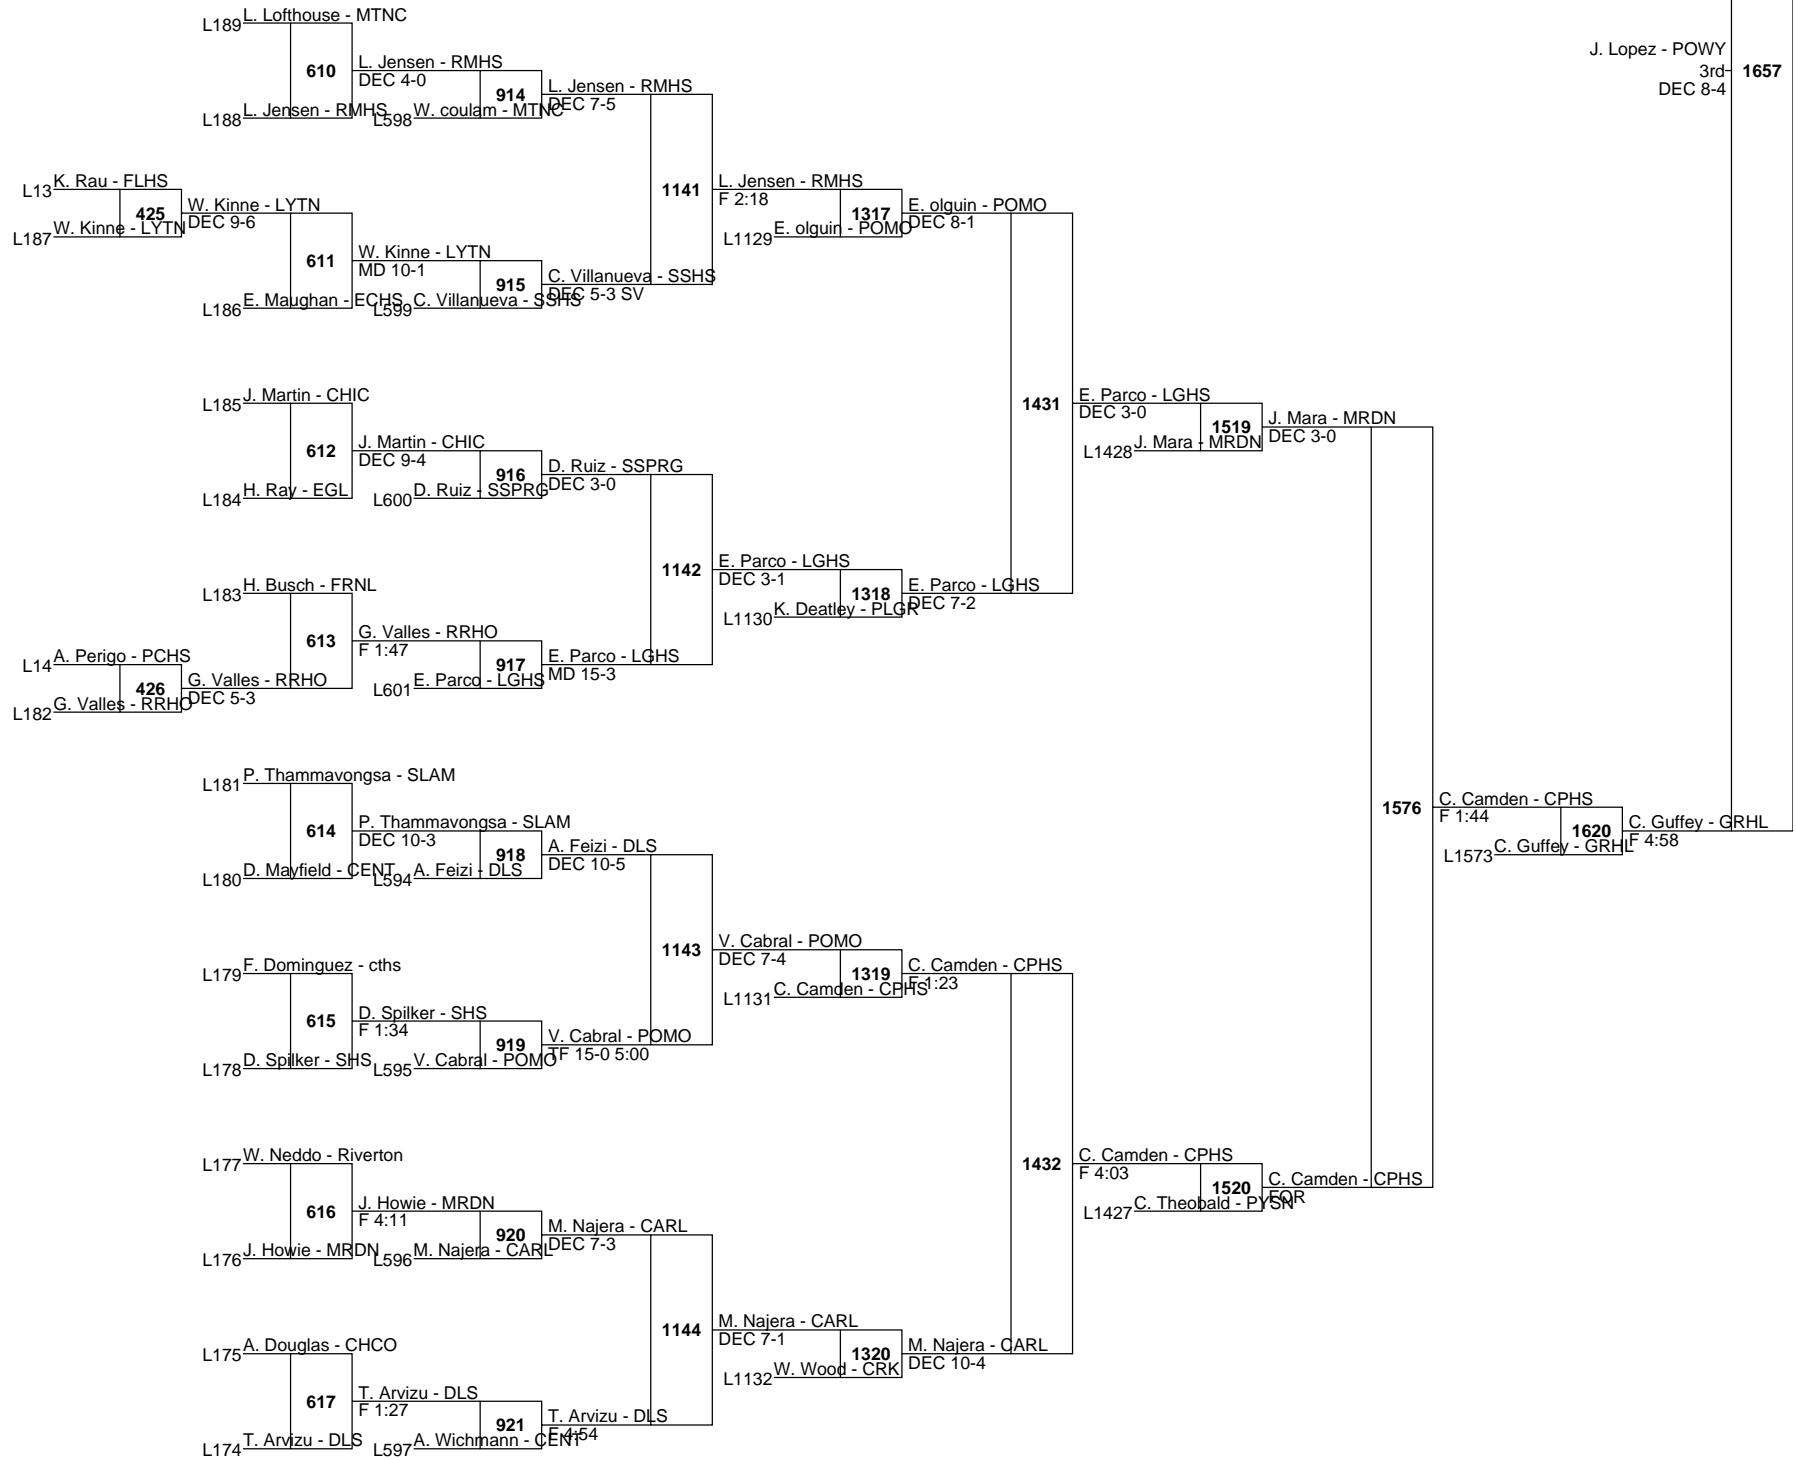 L. Lofthouse - MTNC
L189
610
L. Jensen - RMHS
DEC 4-0
L. Jensen - RMHS
L188
914
L. Jensen - RMHS
DEC 7-5
W. coulam - MTNC
L598
K. Rau - FLHS
L13
425
W. Kinne - LYTN
DEC 9-6
W. Kinne - LYTN
L187
611
W. Kinne - LYTN
MD 10-1
E. Maughan - ECHS
L186
915
C. Villanueva - SSHS
DEC 5-3 SV
C. Villanueva - SSHS
L599
1141
L. Jensen - RMHS
F 2:18
1317
E. olguin - POMO
DEC 8-1
E. olguin - POMO
L1129
J. Martin - CHIC
L185
612
J. Martin - CHIC
DEC 9-4
H. Ray - EGL
L184
916
D. Ruiz - SSPRG
DEC 3-0
D. Ruiz - SSPRG
L600
H. Busch - FRNL
L183
613
G. Valles - RRHO
F 1:47
A. Perigo - PCHS
L14
426
G. Valles - RRHO
DEC 5-3
G. Valles - RRHO
L182
917
E. Parco - LGHS
MD 15-3
E. Parco - LGHS
L601
1142
E. Parco - LGHS
DEC 3-1
1318
E. Parco - LGHS
DEC 7-2
K. Deatley - PLGR
L1130
1431
E. Parco - LGHS
DEC 3-0
1519
J. Mara - MRDN
DEC 3-0
J. Mara - MRDN
L1428
P. Thammavongsa - SLAM
L181
614
P. Thammavongsa - SLAM
DEC 10-3
D. Mayfield - CENT
L180
918
A. Feizi - DLS
DEC 10-5
A. Feizi - DLS
L594
F. Dominguez - cths
L179
615
D. Spilker - SHS
F 1:34
D. Spilker - SHS
L178
919
V. Cabral - POMO
TF 15-0 5:00
V. Cabral - POMO
L595
1143
V. Cabral - POMO
DEC 7-4
1319
C. Camden - CPHS
F 1:23
C. Camden - CPHS
L1131
W. Neddo - Riverton
L177
616
J. Howie - MRDN
F 4:11
J. Howie - MRDN
L176
920
M. Najera - CARL
DEC 7-3
M. Najera - CARL
L596
A. Douglas - CHCO
L175
617
T. Arvizu - DLS
F 1:27
T. Arvizu - DLS
L174
921
T. Arvizu - DLS
F 4:54
A. Wichmann - CENT
L597
1144
M. Najera - CARL
DEC 7-1
1320
M. Najera - CARL
DEC 10-4
W. Wood - CRK
L1132
1432
C. Camden - CPHS
F 4:03
1520
C. Camden - CPHS
FOR
C. Theobald - PYSN
L1427
1576
C. Camden - CPHS
F 1:44
1620
C. Guffey - GRHL
F 4:58
C. Guffey - GRHL
L1573
J. Lopez - POWY
3rd
1657
DEC 8-4